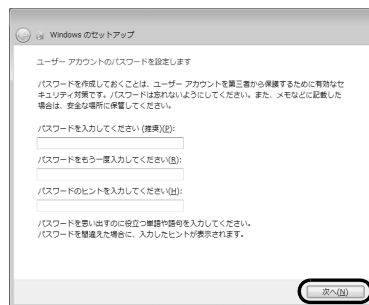 Windows のセットアップ
ユーザー アカウントのパスワードを設定します
パスワードを作成しておくことは、ユーザー アカウントを第三者から保護するために有効なセ
キュリティ対策です。パスワードは忘れないようにしてください。また、メモなどに記載した
場合は、安全な場所に保管してください。
パスワードを入力してください (推奨)(P):
パスワードをもう一度入力してください(R):
パスワードのヒントを入力してください(H):
パスワードを思い出すのに役立つ単語や語句を入力してください。
パスワードを間違えた場合に、入力したヒントが表示されます。
次へ(N)